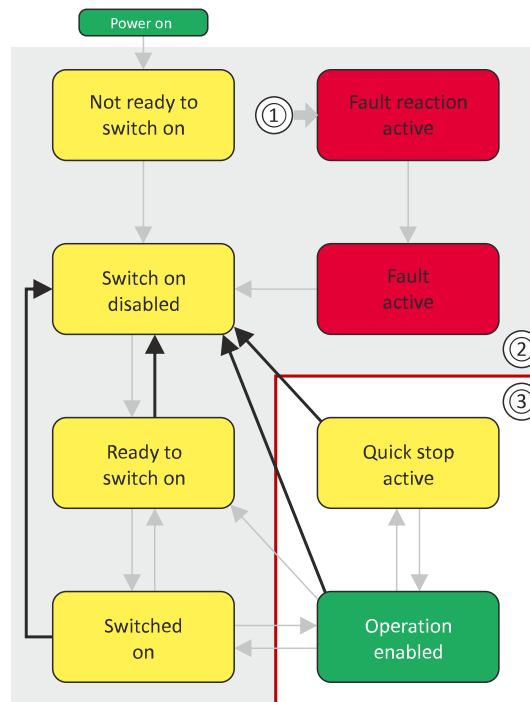 Power on
Not ready to
switch on
1
Fault reaction
active
Switch on
disabled
Fault
active
2
3
Ready to
switch on
Quick stop
active
Switched
on
Operation
enabled